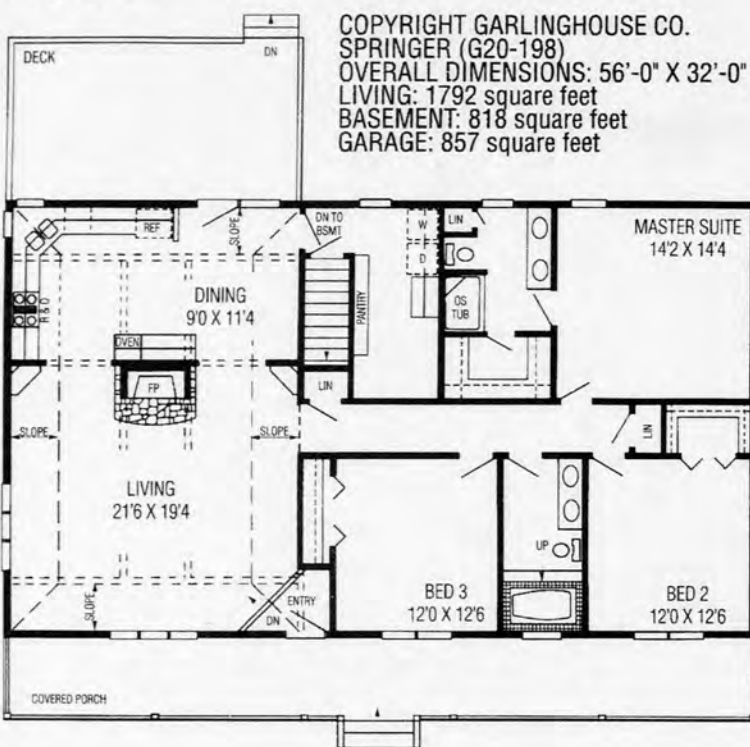 COPYRIGHT GARLINGHOUSE CO.
SPRINGER (G20-198)
OVERALL DIMENSIONS: 56'-0" X 32'-0"
LIVING: 1792 square feet
BASEMENT: 818 square feet
GARAGE: 857 square feet
DECK
DN
REF
SLOPE
DN TO
BSMT
W
D
LIN
MASTER SUITE
14'2 X 14'4
DINING
9'0 X 11'4
R & O
PANTRY
OS
TUB
OVEN
FP
LIN
SLOPE
SLOPE
LIN
LIVING
21'6 X 19'4
UP
SLOPE
ENTRY
DN
BED 3
12'0 X 12'6
BED 2
12'0 X 12'6
COVERED PORCH